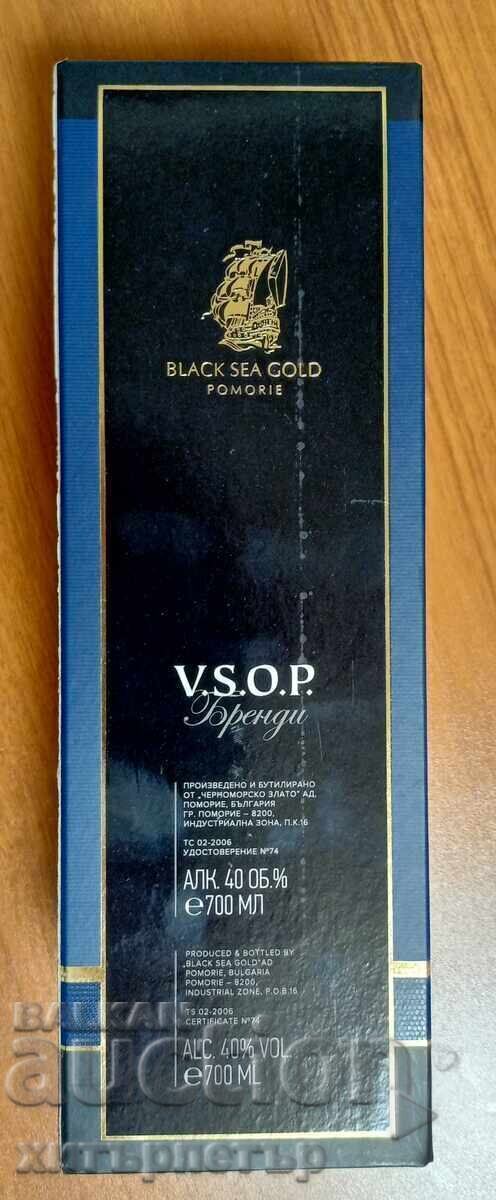 BLACK SEA GOLD
POMORIE
V.S.O.P.
Бренди
ПРОИЗВЕДЕНО И БУТИЛИРАНО
ОТ „ЧЕРНОМОРСКО ЗЛАТО" АД,
ПОМОРИЕ, БЪЛГАРИЯ
ГР. ПОМОРИЕ – 8200,
ИНДУСТРИАЛНА ЗОНА, П.К.16
ТС 02-2006
УДОСТОВЕРЕНИЕ №74
АЛК. 40 ОБ.%
℮700 МЛ
PRODUCED & BOTTLED BY
„BLACK SEA GOLD"AD
POMORIE, BULGARIA
POMORIE – 8200,
INDUSTRIAL ZONE, P.O.B.16
TS 02-2006
CERTIFICATE №74
ALC. 40% VOL.
℮700 ML
BALKAN
auction
хитърпетър